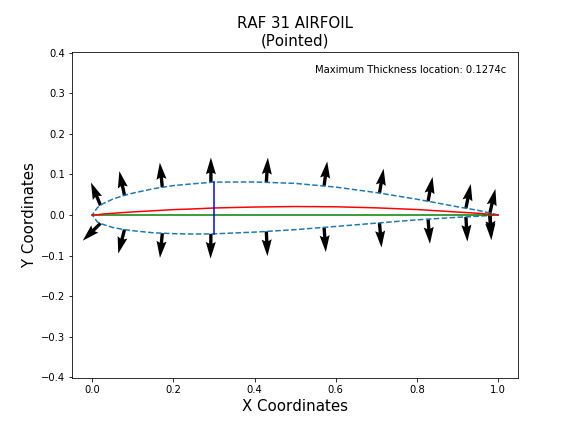 RAF 31 AIRFOIL
(Pointed)
Maximum Thickness location: 0.1274c
Y Coordinates
0.4
0.3
0.2
0.1
0.0
−0.1
−0.2
−0.3
−0.4
0.0 0.2 0.4 0.6 0.8 1.0
X Coordinates